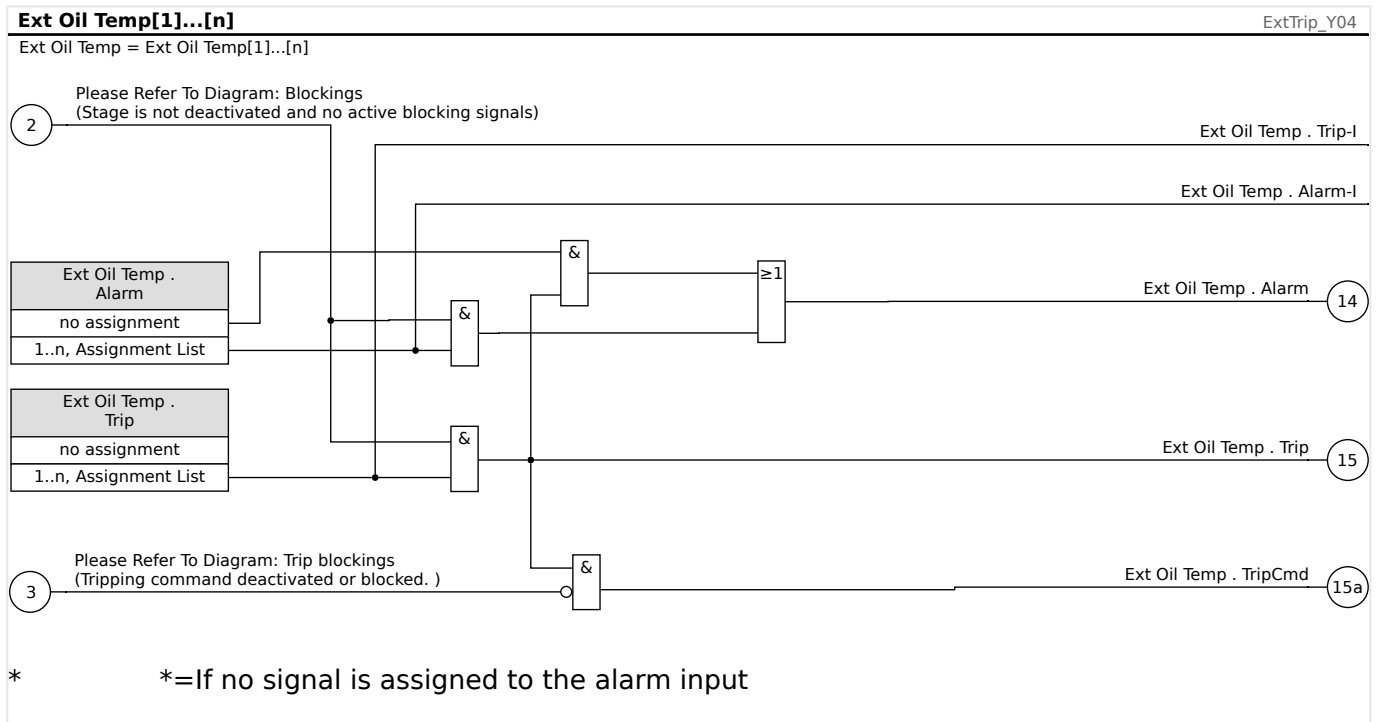 Ext Oil Temp[1]...[n]
ExtTrip_Y04
Ext Oil Temp = Ext Oil Temp[1]...[n]
Please Refer To Diagram: Blockings
(Stage is not deactivated and no active blocking signals)
2
Ext Oil Temp . Trip-I
Ext Oil Temp . Alarm-I
&
Ext Oil Temp .
Alarm
no assignment
1..n, Assignment List
&
≥1
Ext Oil Temp . Alarm
14
Ext Oil Temp .
Trip
no assignment
1..n, Assignment List
&
Ext Oil Temp . Trip
15
Please Refer To Diagram: Trip blockings
(Tripping command deactivated or blocked. )
3
&
Ext Oil Temp . TripCmd
15a
* *=If no signal is assigned to the alarm input